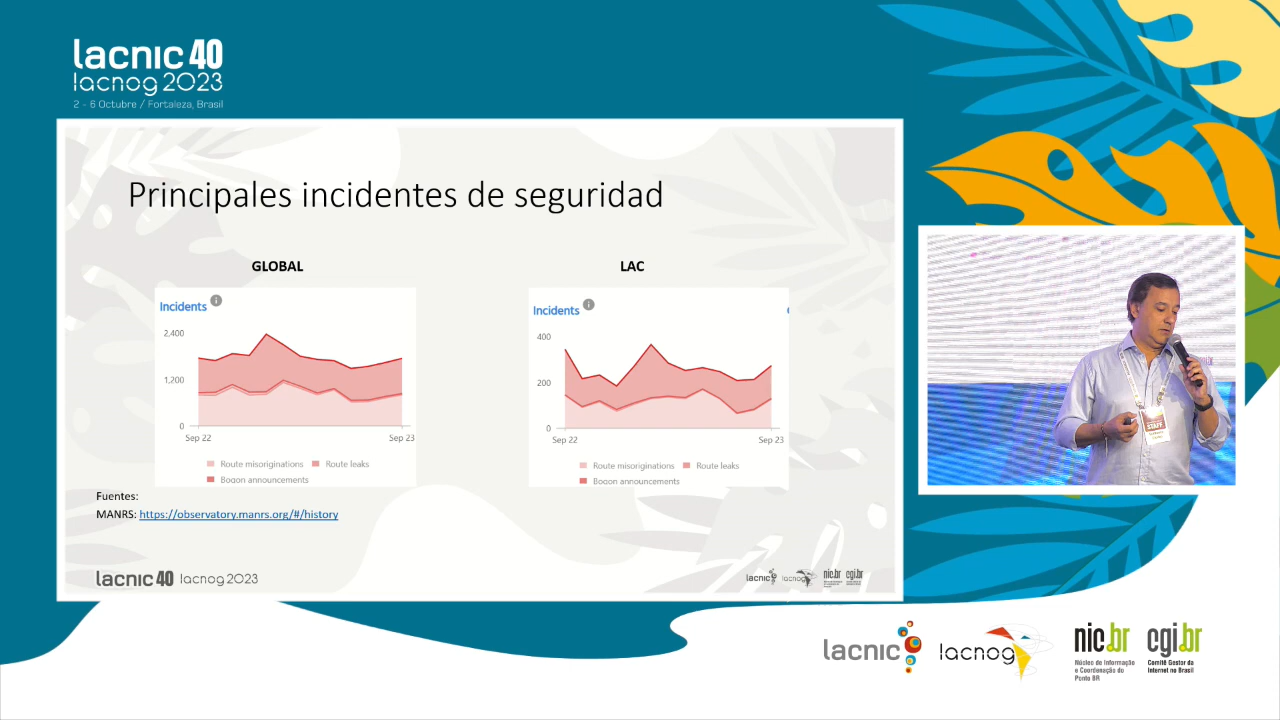 lacnic 40
lacnog 2023
2 - 6 Octubre / Fortaleza, Brasil
Principales incidentes de seguridad
GLOBAL
LAC
Incidents
2,400
1,200
0
Sep 22
Sep 23
Route misoriginations
Route leaks
Bogon announcements
Incidents
400
200
0
Sep 22
Sep 23
Route misoriginations
Route leaks
Bogon announcements
Fuentes:
MANRS: https://observatory.manrs.org/#/history
lacnic 40 lacnog 2023
lacnic lacnog nic.br cgi.br
STAFF
lacnic
lacnog
nic.br
Núcleo de Informação
e Coordenação do
Ponto BR
cgi.br
Comitê Gestor da
Internet no Brasil